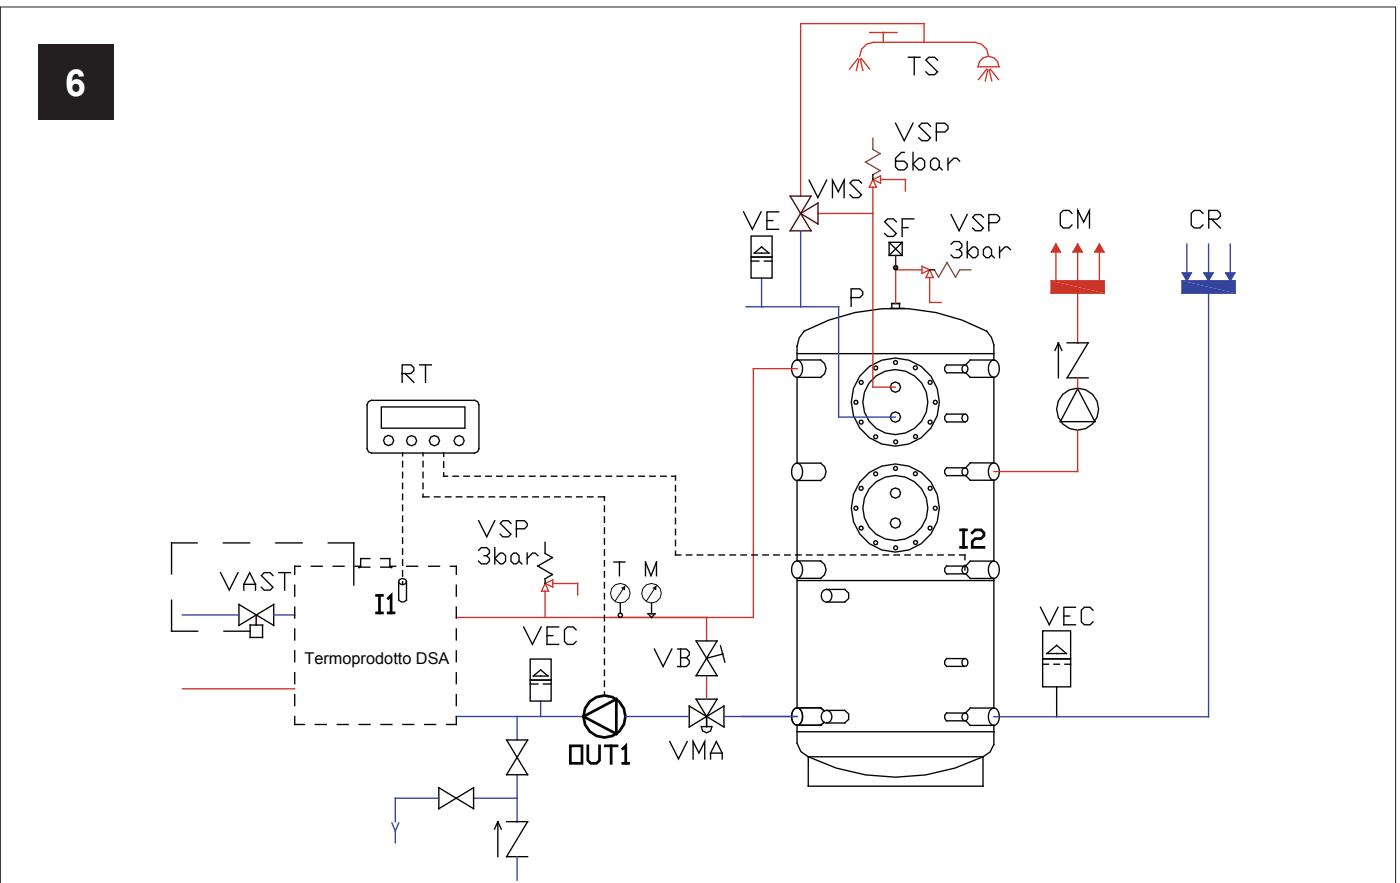 6
TS
VSP
6bar
VMS
VE
SF
VSP
3bar
CM
CR
P
RT
I2
VSP
3bar
T
M
VAST
I1
VEC
VEC
VB
Termoprodotto DSA
OUT1
VMA